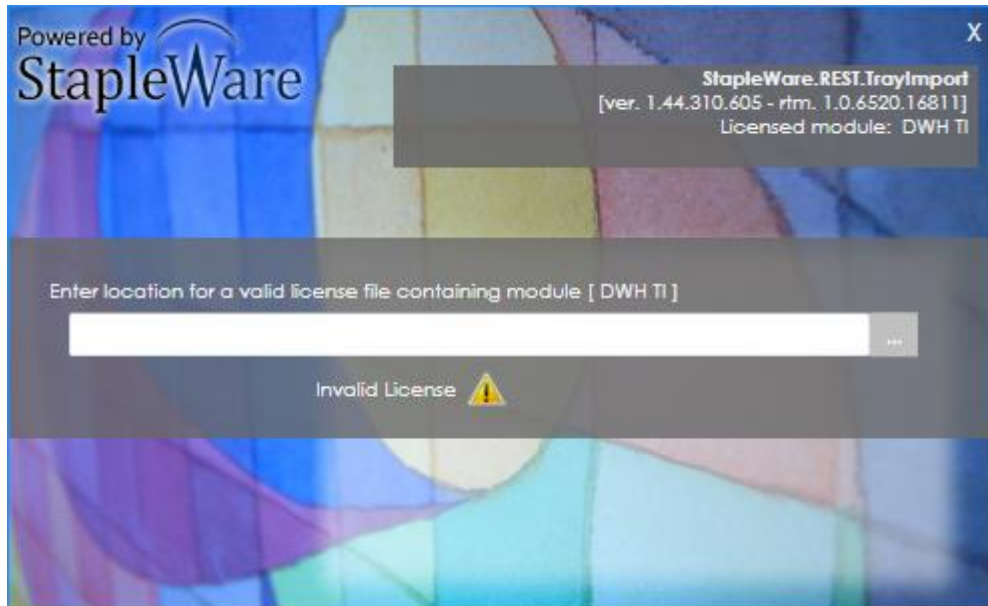 Powered by
StapleWare
X
StapleWare.REST.TrayImport
[ver. 1.44.310.605 - rtm. 1.0.6520.16811]
Licensed module: DWH TI
Enter location for a valid license file containing module [ DWH TI ]
...
Invalid License